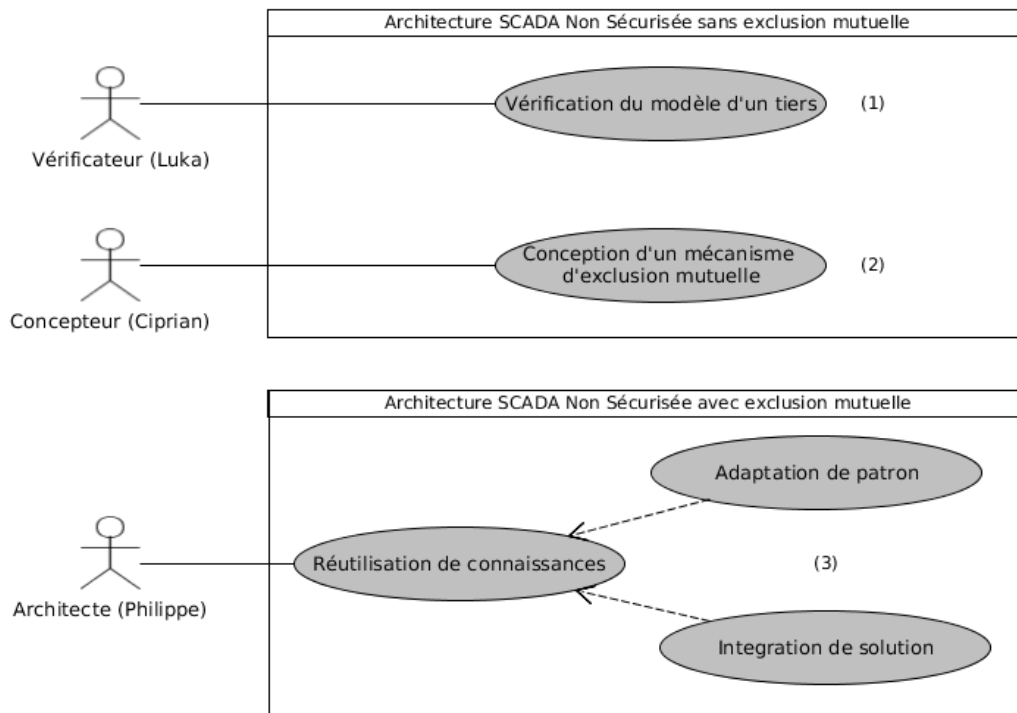 Architecture SCADA Non Sécurisée sans exclusion mutuelle
Vérification du modèle d'un tiers
(1)
Vérificateur (Luka)
Conception d'un mécanisme
d'exclusion mutuelle
(2)
Concepteur (Ciprian)
Architecture SCADA Non Sécurisée avec exclusion mutuelle
Adaptation de patron
Réutilisation de connaissances
(3)
Architecte (Philippe)
Integration de solution